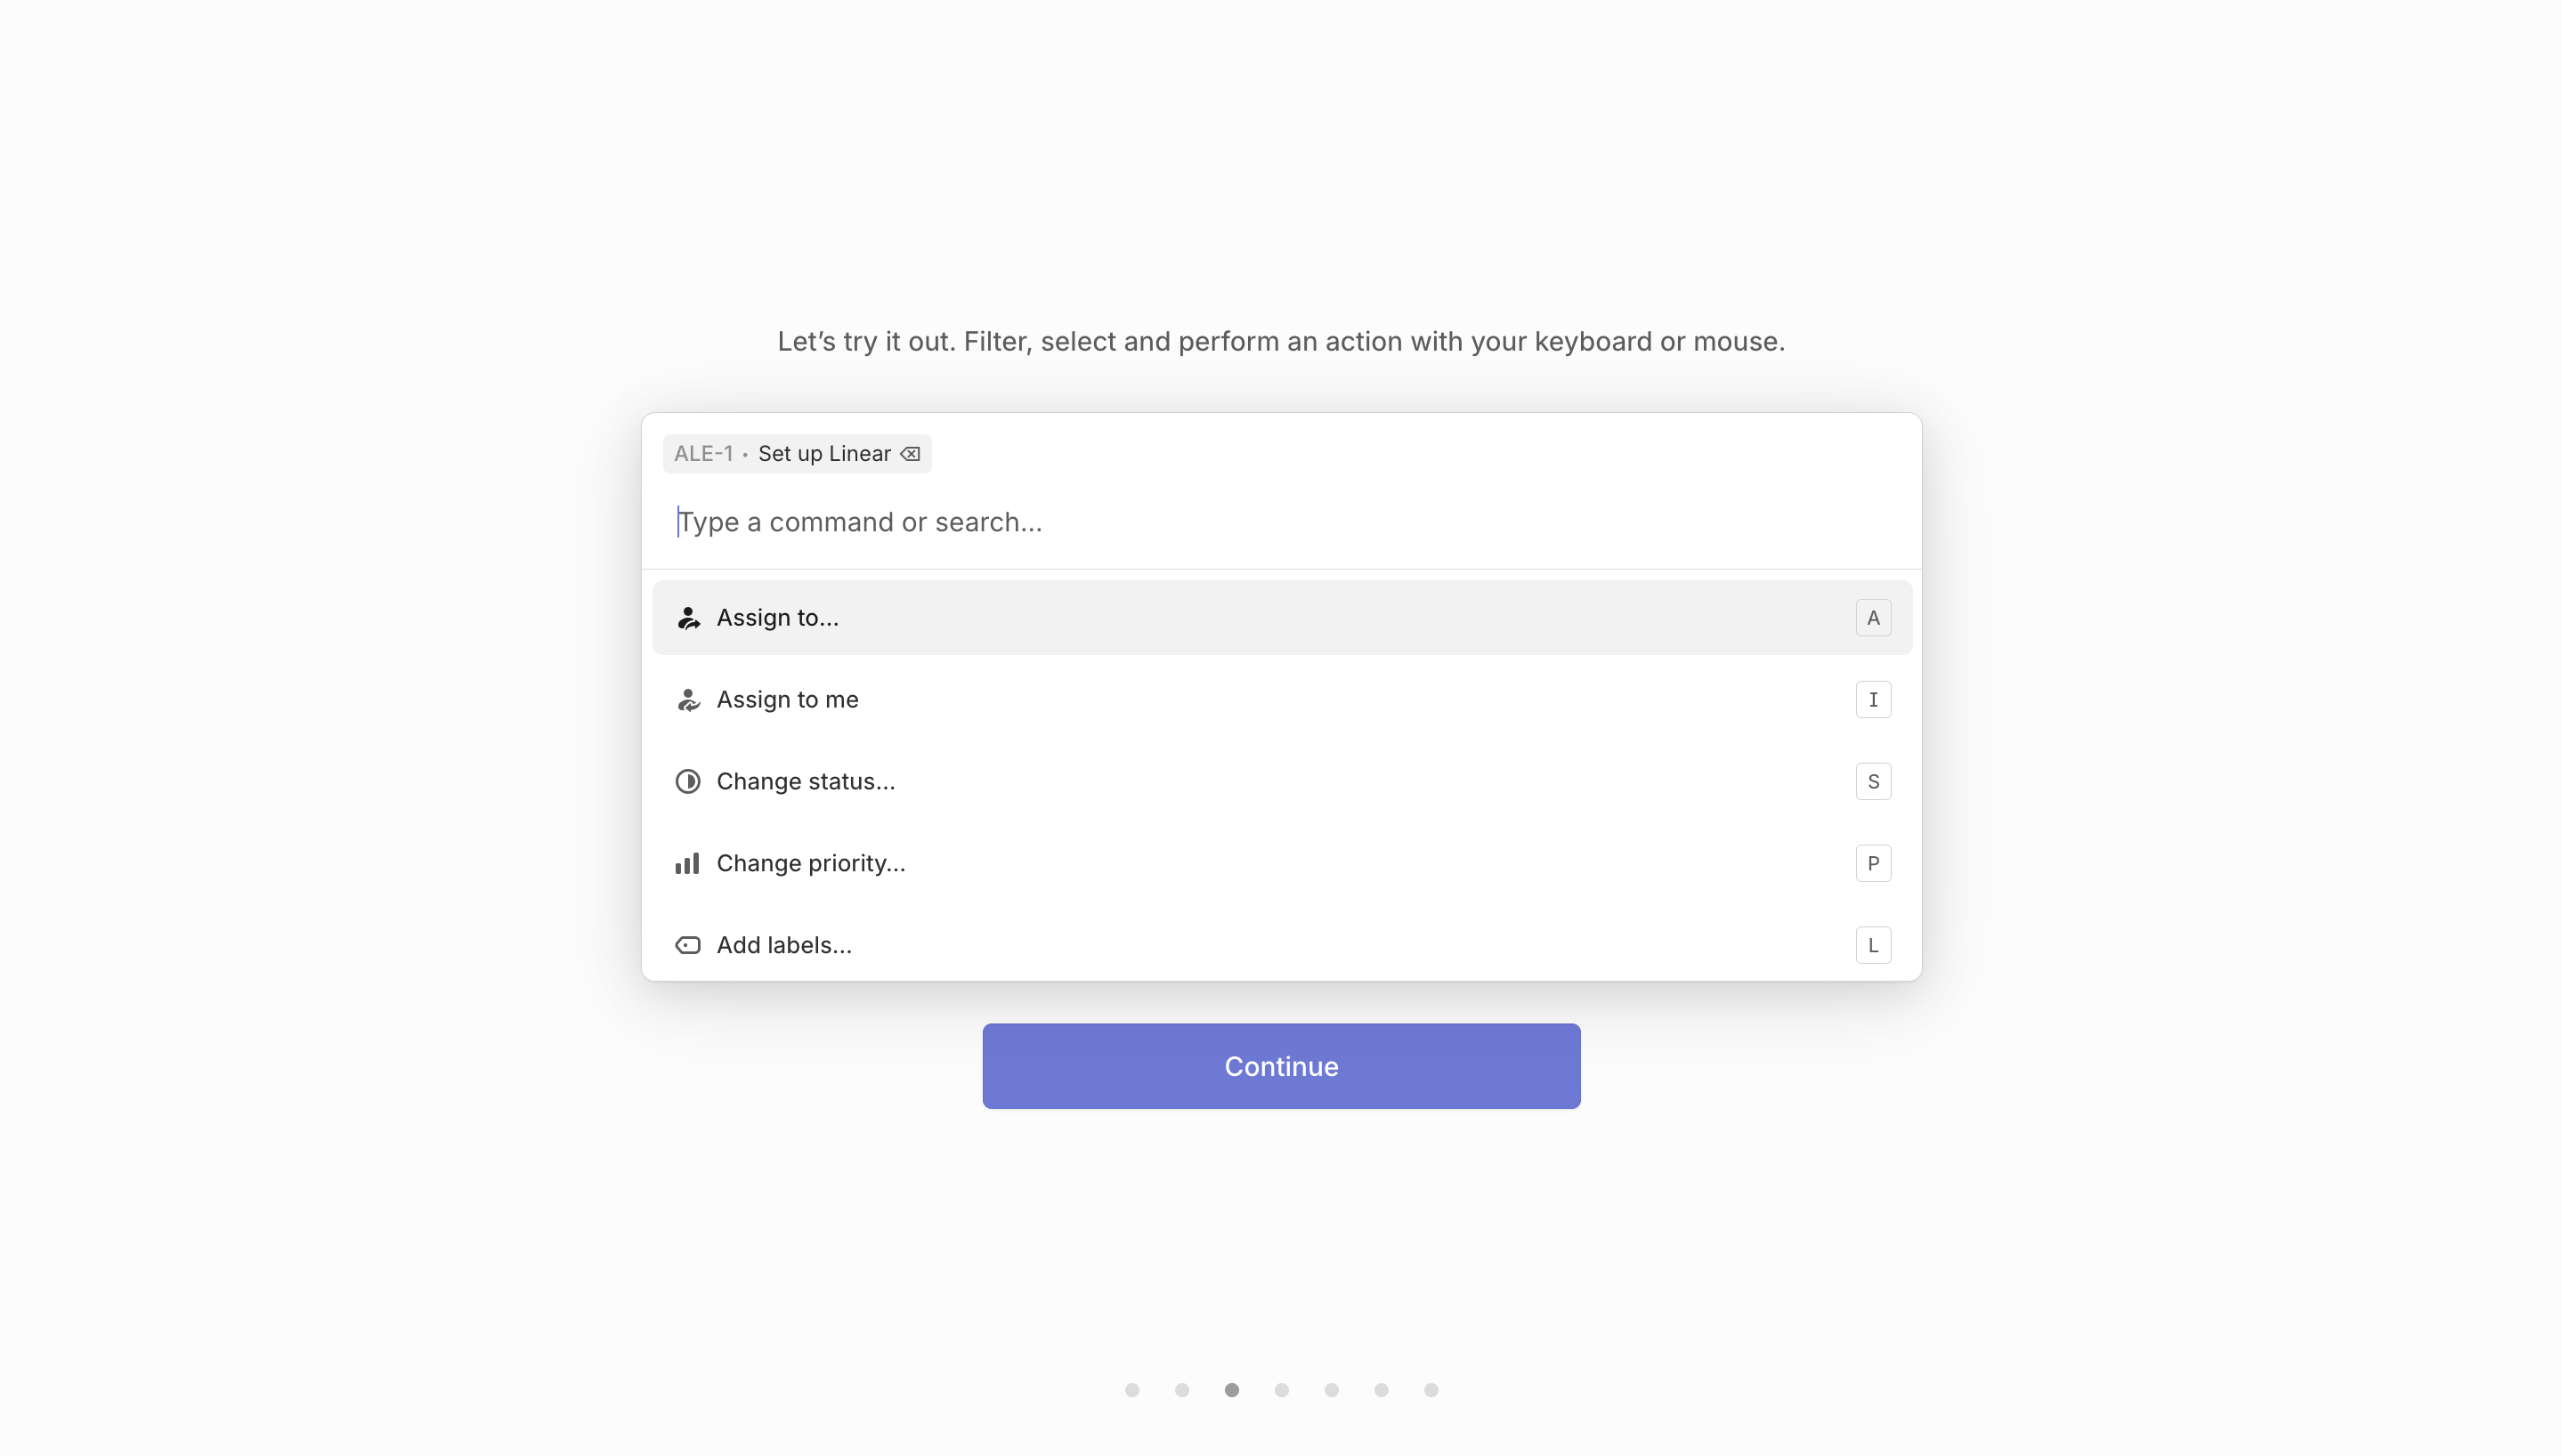 Let’s try it out. Filter, select and perform an action with your keyboard or mouse.
ALE-1 • Set up Linear
Type a command or search...
Assign to... A
Assign to me I
Change status... S
Change priority... P
Add labels... L
Continue